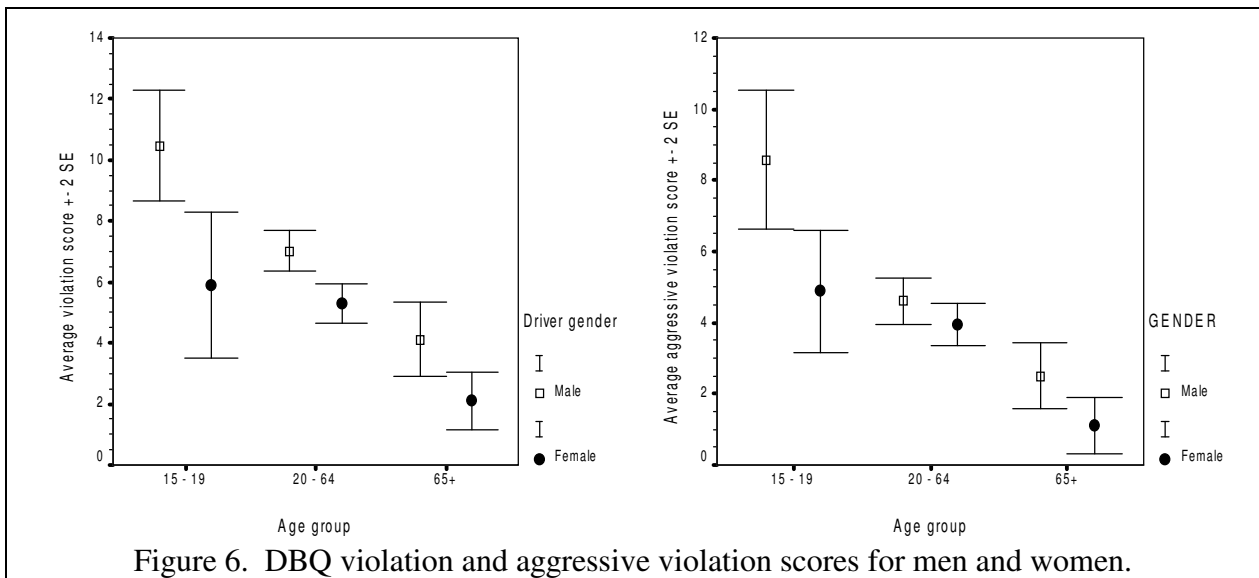 14
12
10
8
6
4
2
0
Average violation score +- 2 SE
15 - 19
20 - 64
65+
Age group
Driver gender
Male
Female
12
10
8
6
4
2
0
Average aggressive violation score +- 2 SE
15 - 19
20 - 64
65+
Age group
GENDER
Male
Female
Figure 6. DBQ violation and aggressive violation scores for men and women.